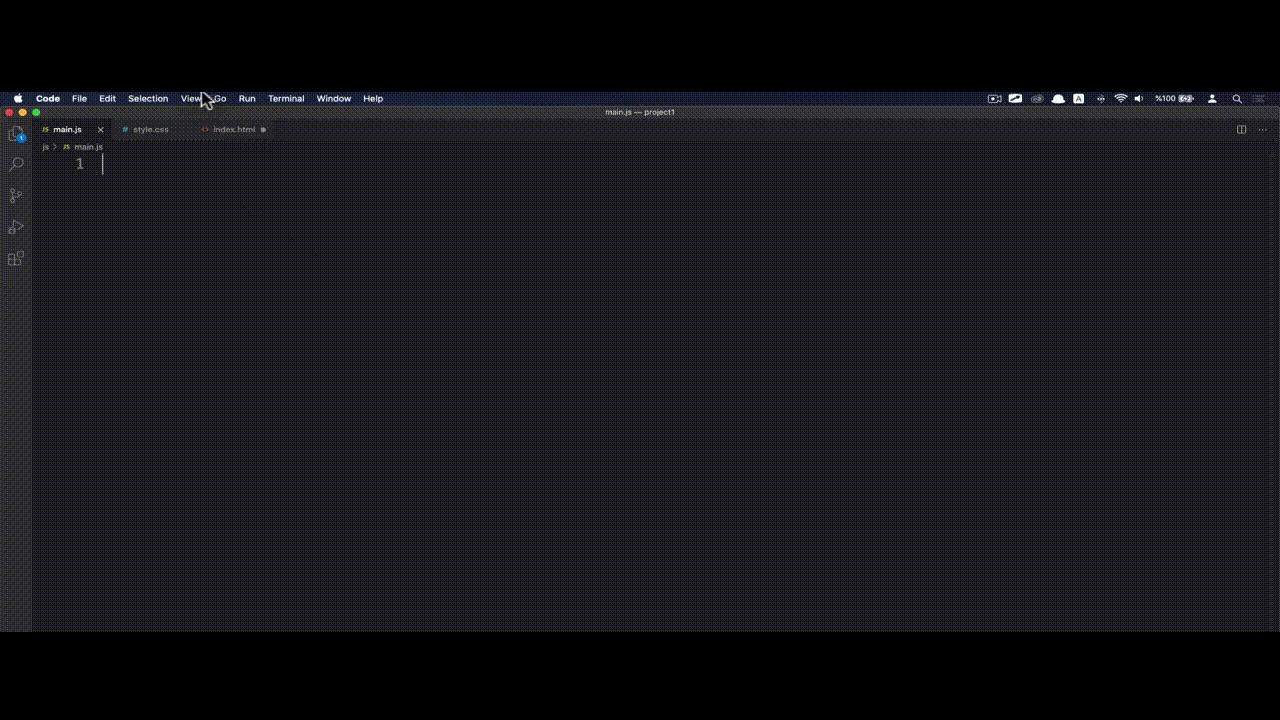 Code File Edit Selection View Go Run Terminal Window Help A %100
main.js — project1
JS main.js # style.css <> index.html
js > JS main.js
1